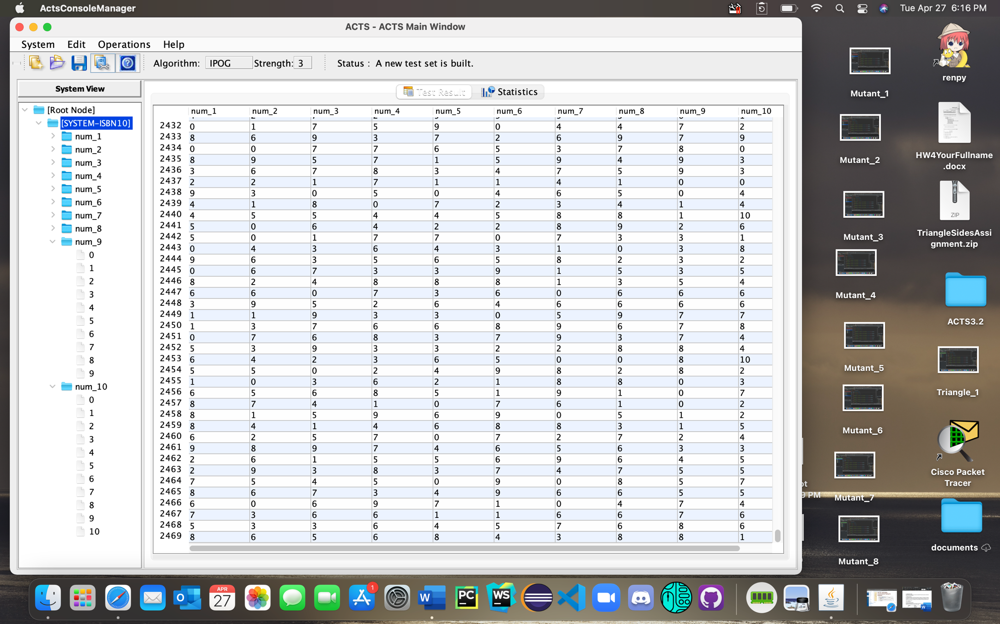 ActsConsoleManager
Tue Apr 27 6:16 PM
ACTS - ACTS Main Window
System Edit Operations Help
Algorithm: IPOG Strength: 3 Status : A new test set is built.
System View
[Root Node]
[SYSTEM-ISBN10]
num_1
num_2
num_3
num_4
num_5
num_6
num_7
num_8
num_9
0
1
2
3
4
5
6
7
8
9
num_10
0
1
2
3
4
5
6
7
8
9
10
Test Result Statistics
num_1 num_2 num_3 num_4 num_5 num_6 num_7 num_8 num_9 num_10
2432 0 1 7 5 9 0 4 4 7 2
2433 8 6 9 3 7 2 6 9 7 9
2434 0 0 7 7 6 5 3 7 8 0
2435 8 9 5 7 1 5 9 4 9 3
2436 3 6 7 8 3 4 7 5 9 3
2437 2 2 1 7 1 1 4 1 0 0
2438 9 3 0 5 0 4 6 5 0 4
2439 4 1 8 0 7 2 3 4 1 4
2440 4 5 5 4 4 5 8 8 1 10
2441 5 0 6 4 2 2 8 9 2 6
2442 5 0 1 7 7 0 7 3 3 1
2443 0 4 3 6 4 3 1 0 3 8
2444 9 6 3 5 6 5 8 2 3 2
2445 0 6 7 3 3 9 1 5 3 5
2446 8 2 4 8 8 8 1 3 5 4
2447 6 6 0 7 3 6 0 6 6 6
2448 3 9 5 2 6 4 6 6 6 6
2449 1 1 9 3 3 0 5 9 7 7
2450 1 3 7 6 6 8 9 6 7 8
2451 0 7 6 8 3 7 9 3 7 4
2452 5 3 9 3 3 2 2 8 8 4
2453 6 4 2 3 6 5 0 0 8 10
2454 5 5 0 2 4 9 8 2 8 2
2455 1 0 3 6 2 1 8 8 0 3
2456 6 5 6 8 5 1 9 1 0 7
2457 8 7 4 1 0 7 6 1 0 2
2458 8 1 5 9 6 9 0 5 1 2
2459 8 4 1 4 6 8 8 3 1 5
2460 6 2 5 7 0 7 2 7 2 4
2461 9 8 9 7 4 6 5 6 3 3
2462 2 6 1 5 5 6 9 6 4 5
2463 2 9 3 8 3 7 4 7 5 5
2464 7 5 4 5 0 9 0 8 5 7
2465 8 6 7 3 4 9 6 6 5 5
2466 6 0 6 9 7 1 0 4 7 4
2467 7 3 6 6 1 1 6 6 7 6
2468 5 3 3 6 4 5 7 6 8 6
2469 8 6 5 6 8 4 3 8 8 1
Mutant_1
Mutant_2
Mutant_3
Mutant_4
Mutant_5
Mutant_6
ot
9 PM
Mutant_7
Mutant_8
renpy
HW4YourFullname
.docx
ZIP
TriangleSidesAssi
gnment.zip
ACTS3.2
Triangle_1
Cisco Packet
Tracer
documents
APR
27
1
W
PC
WS